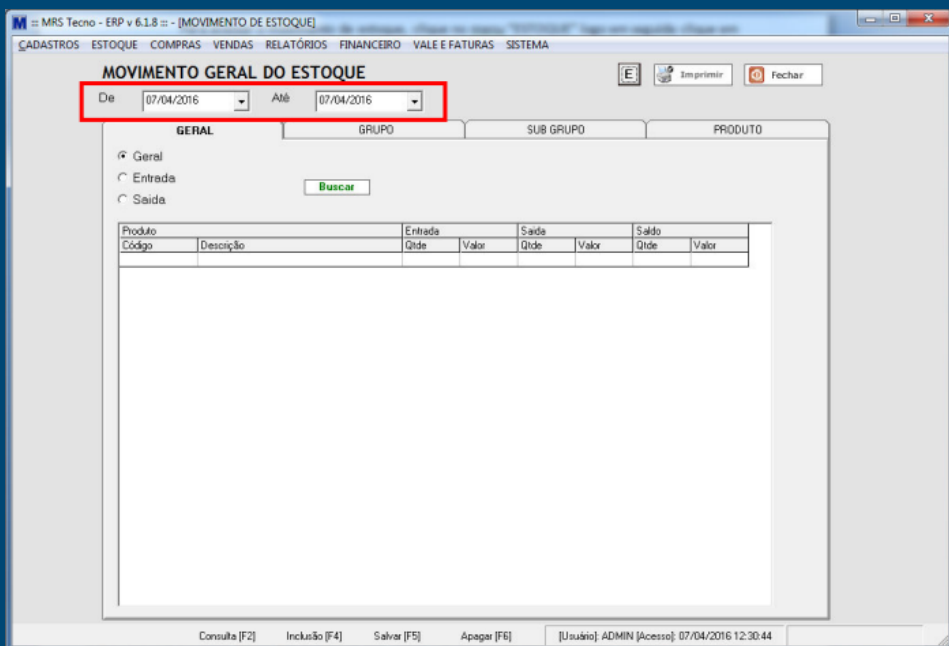 M :: MRS Tecno - ERP v 6.1.8 :: - [MOVIMENTO DE ESTOQUE]
CADASTROS ESTOQUE COMPRAS VENDAS RELATÓRIOS FINANCEIRO VALE E FATURAS SISTEMA
MOVIMENTO GERAL DO ESTOQUE E Imprimir Fechar
De 07/04/2016 Até 07/04/2016
GERAL GRUPO SUB GRUPO PRODUTO
Geral
Entrada
Buscar
Saida
Produto Entrada Saida Saldo
Código Descrição Qtde Valor Qtde Valor Qtde Valor
Consulta [F2] Inclusão [F4] Salvar [F5] Apagar [F6] [Usuário]: ADMIN [Acesso]: 07/04/2016 12:30:44